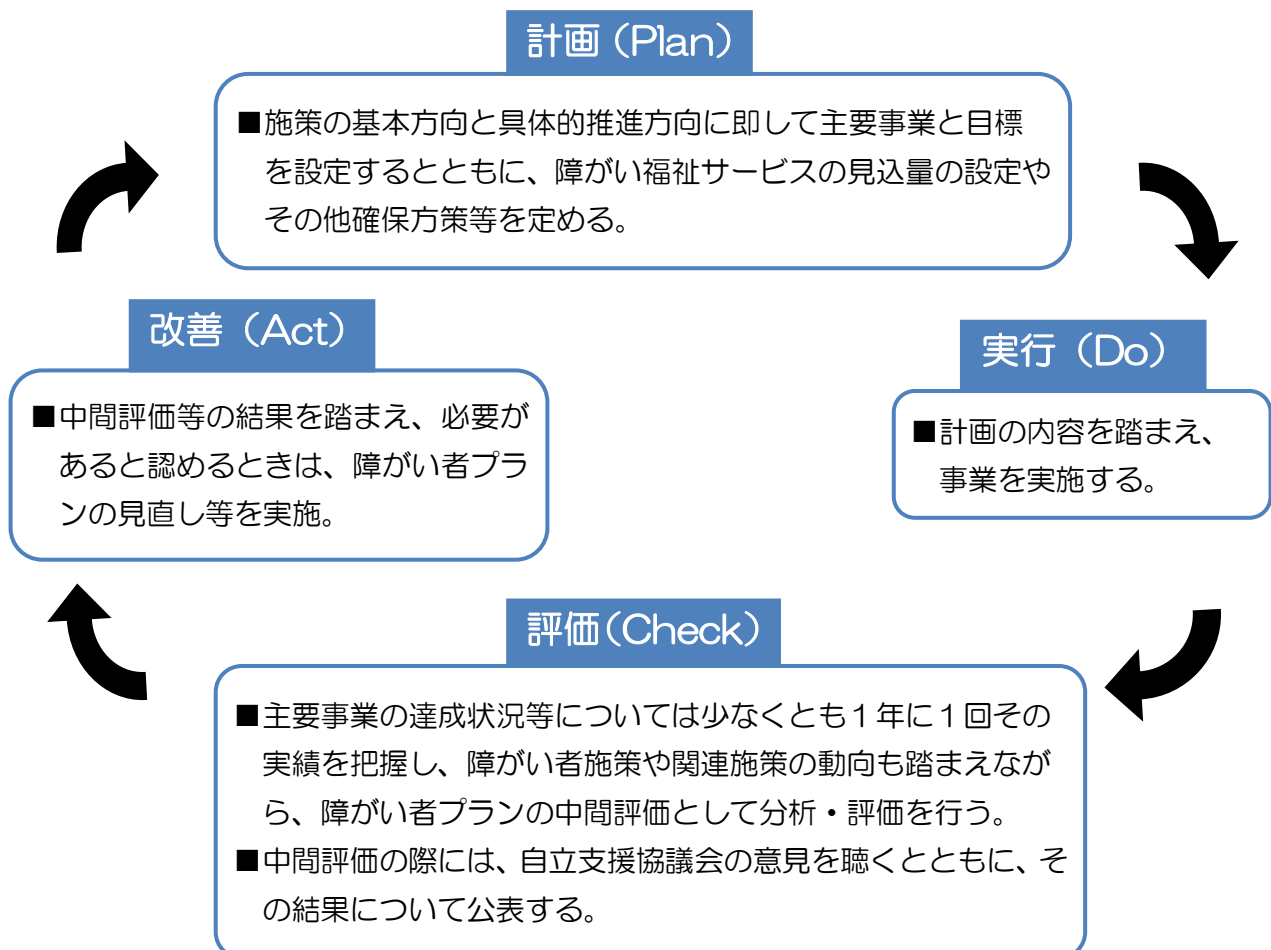 計画（Plan）
■施策の基本方向と具体的推進方向に即して主要事業と目標
を設定するとともに、障がい福祉サービスの見込量の設定や
その他確保方策等を定める。
改善（Act）
■中間評価等の結果を踏まえ、必要が
あると認めるときは、障がい者プラ
ンの見直し等を実施。
実行（Do）
■計画の内容を踏まえ、
事業を実施する。
評価（Check）
■主要事業の達成状況等については少なくとも１年に１回その
実績を把握し、障がい者施策や関連施策の動向も踏まえなが
ら、障がい者プランの中間評価として分析・評価を行う。
■中間評価の際には、自立支援協議会の意見を聴くとともに、そ
の結果について公表する。